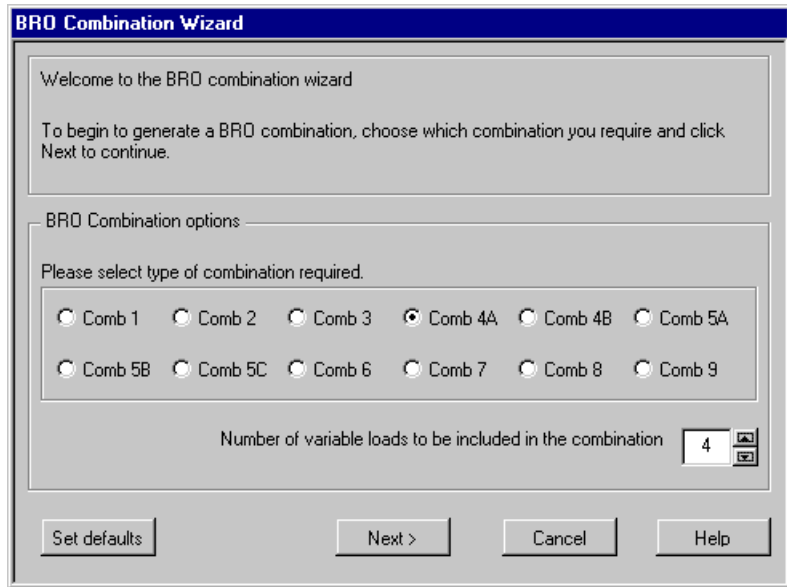 BRO Combination Wizard
Welcome to the BRO combination wizard
To begin to generate a BRO combination, choose which combination you require and click
Next to continue.
BRO Combination options
Please select type of combination required.
Comb 1 Comb 2 Comb 3 Comb 4A Comb 4B Comb 5A
Comb 5B Comb 5C Comb 6 Comb 7 Comb 8 Comb 9
Number of variable loads to be included in the combination 4
Set defaults Next > Cancel Help